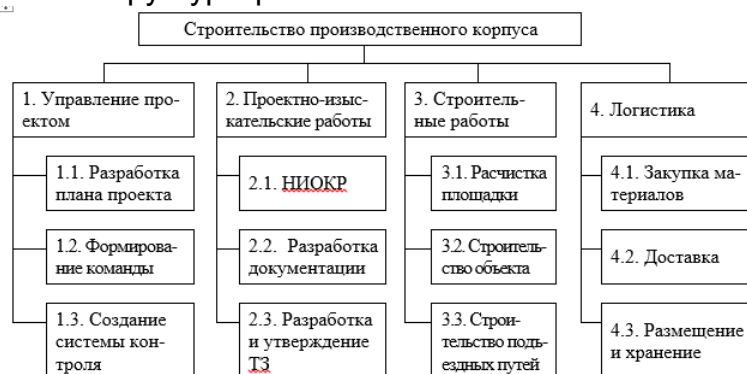 Строительство производственного корпуса
1. Управление про-
ектом
2. Проектно-изыс-
кательские работы
3. Строитель-
ные работы
4. Логистика
1.1. Разработка
плана проекта
2.1. НИОКР
3.1. Расчистка
площадки
4.1. Закупка ма-
териалов
1.2. Формирова-
ние команды
2.2. Разработка
документации
3.2. Строитель-
ство объекта
4.2. Доставка
1.3. Создание
системы кон-
троля
2.3. Разработка
и утверждение
ТЗ
3.3. Строи-
тельство подъ-
ездных путей
4.3. Размещение
и хранение